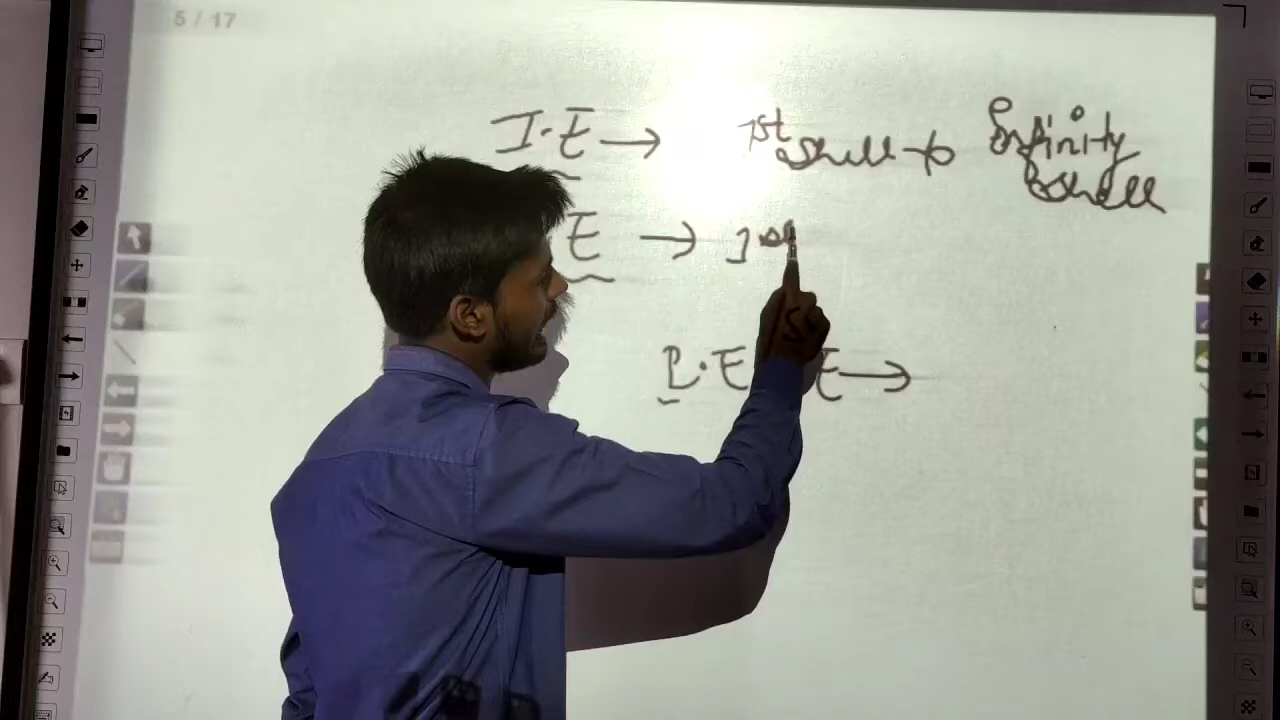 5 / 17
I.E → 1st shell to Infinity shell
E → 1st
P.E E →